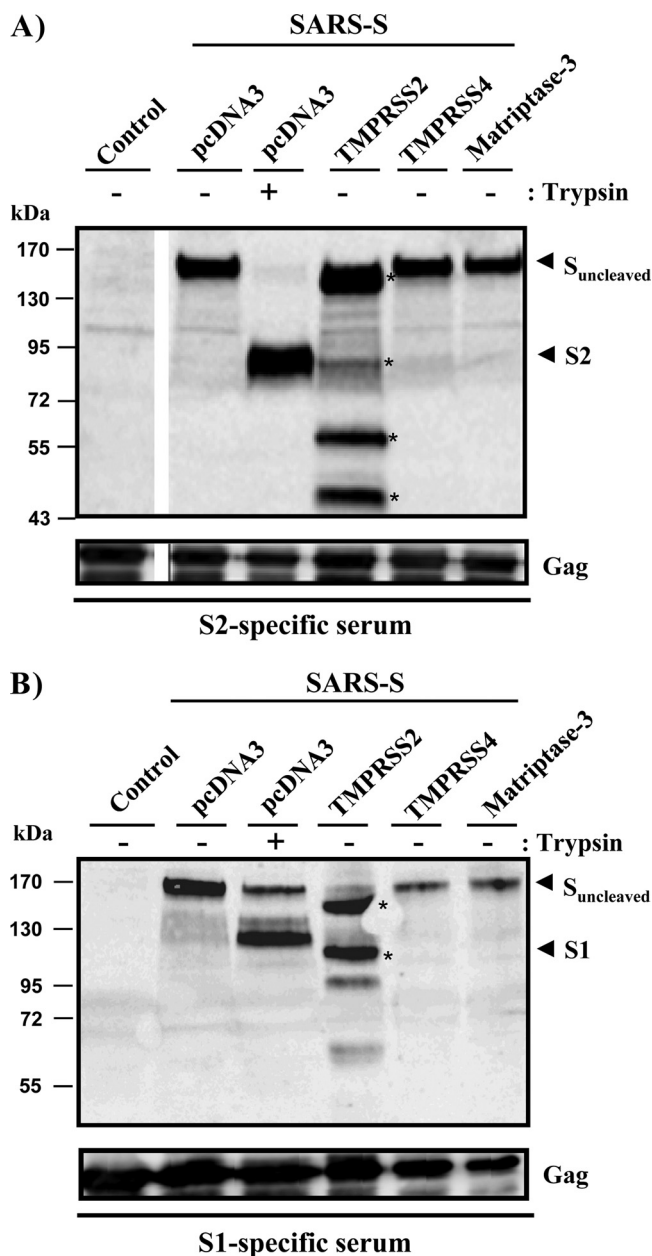 A)
SARS-S
Control pcDNA3 pcDNA3 TMPRSS2 TMPRSS4 Matriptase-3
- - + - - - : Trypsin
kDa
170
130
95
72
55
43
Suncleaved
S2
*
*
*
*
Gag
S2-specific serum
B)
SARS-S
Control pcDNA3 pcDNA3 TMPRSS2 TMPRSS4 Matriptase-3
kDa
- - + - - - : Trypsin
170
130
95
72
55
Suncleaved
S1
*
*
Gag
S1-specific serum